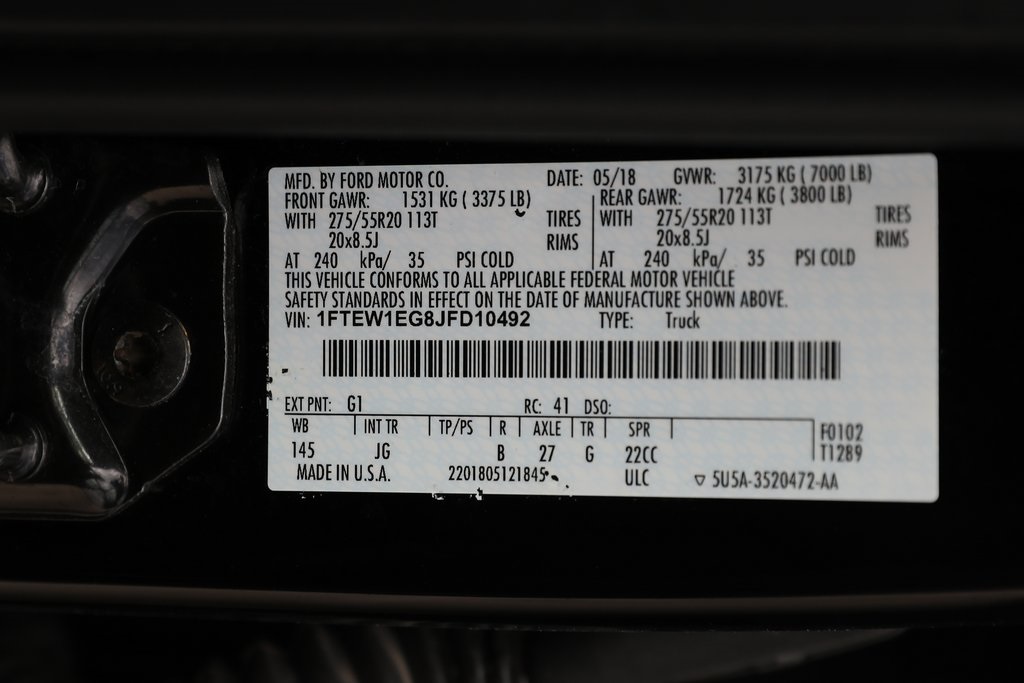 MFD. BY FORD MOTOR CO. DATE: 05/18 GVWR: 3175 KG ( 7000 LB)
FRONT GAWR: 1531 KG ( 3375 LB) REAR GAWR: 1724 KG ( 3800 LB)
WITH 275/55R20 113T TIRES WITH 275/55R20 113T TIRES
20x8.5J RIMS 20x8.5J RIMS
AT 240 kPa/ 35 PSI COLD AT 240 kPa/ 35 PSI COLD
THIS VEHICLE CONFORMS TO ALL APPLICABLE FEDERAL MOTOR VEHICLE
SAFETY STANDARDS IN EFFECT ON THE DATE OF MANUFACTURE SHOWN ABOVE.
VIN: 1FTEW1EG8JFD10492 TYPE: Truck
EXT PNT: G1 RC: 41 DSO:
WB INT TR TP/PS R AXLE TR SPR F0102
145 JG B 27 G 22CC T1289
MADE IN U.S.A. 2201805121845 ULC ▽ 5U5A-3520472-AA